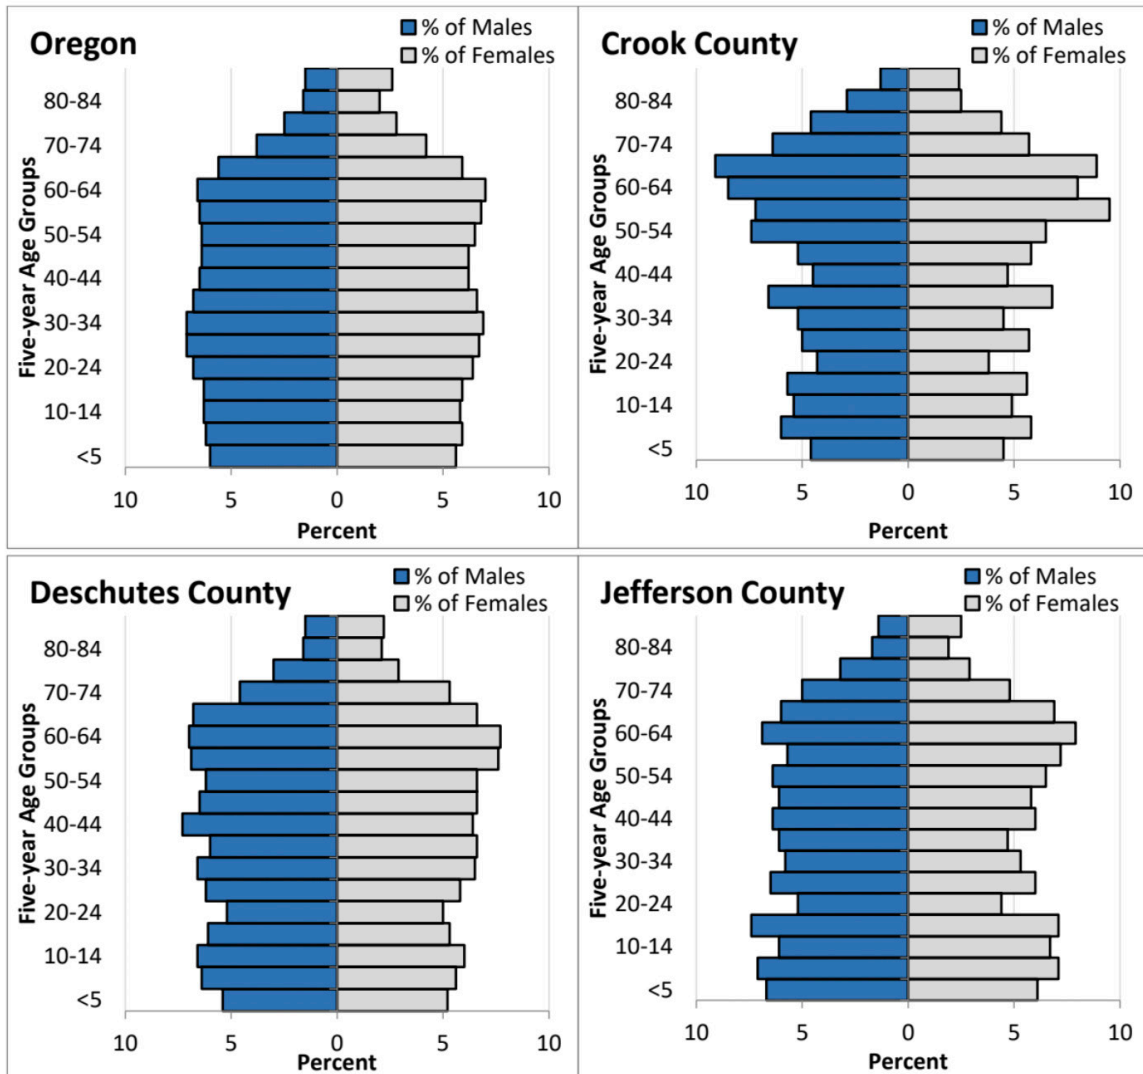 Oregon
% of Males
% of Females
Five-year Age Groups
80-84
70-74
60-64
50-54
40-44
30-34
20-24
10-14
<5
10 5 0 5 10
Percent
Crook County
% of Males
% of Females
Five-year Age Groups
80-84
70-74
60-64
50-54
40-44
30-34
20-24
10-14
<5
10 5 0 5 10
Percent
Deschutes County
% of Males
% of Females
Five-year Age Groups
80-84
70-74
60-64
50-54
40-44
30-34
20-24
10-14
<5
10 5 0 5 10
Percent
Jefferson County
% of Males
% of Females
Five-year Age Groups
80-84
70-74
60-64
50-54
40-44
30-34
20-24
10-14
<5
10 5 0 5 10
Percent